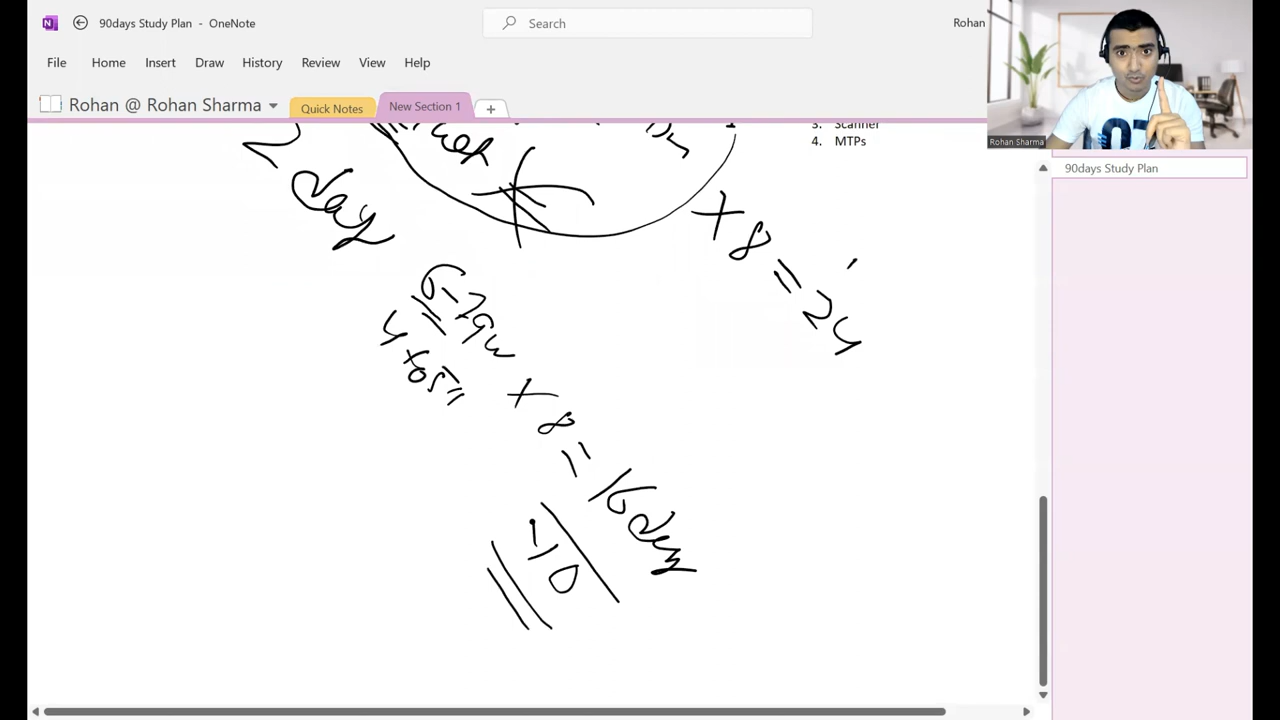 90days Study Plan - OneNote
Search
Rohan
File Home Insert Draw History Review View Help
Rohan @ Rohan Sharma
Quick Notes
New Section 1
3. Scanner
4. MTPs
Rohan Sharma
90days Study Plan
2 day
× 8 = 24
× 8 = 16 day